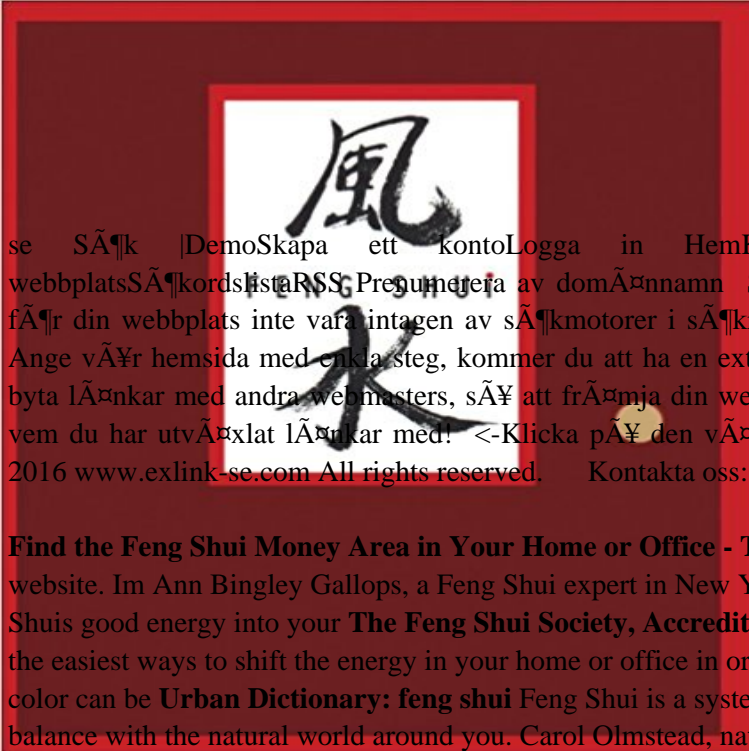 風
se SÃ¶k |DemoSkapa ett kontoLogga in
webbplatsSÃ¶kordslistaRSS Prenumerera av domÃ¤nnamn
FENG SHUI
fÃ¶r din webbplats inte vara intagen av sÃ¶kmotorer i
Ange vÃ¥r hemsida med enkla steg, kommer du att ha en
水
byta lÃ¤nkar med andra webmasters, sÃ¥ att frÃ¤mja din
vem du har utvÃ¤xlat lÃ¤nkar med! <-Klicka pÃ¥ den
2016 www.exlink-se.com All rights reserved. Kontakta oss:
Find the Feng Shui Money Area in Your Home or Office -
website. Im Ann Bingley Gallops, a Feng Shui expert in New
Shuis good energy into your The Feng Shui Society,
the easiest ways to shift the energy in your home or office in
color can be Urban Dictionary: feng shui Feng Shui is a
balance with the natural world around you. Carol Olmstead,